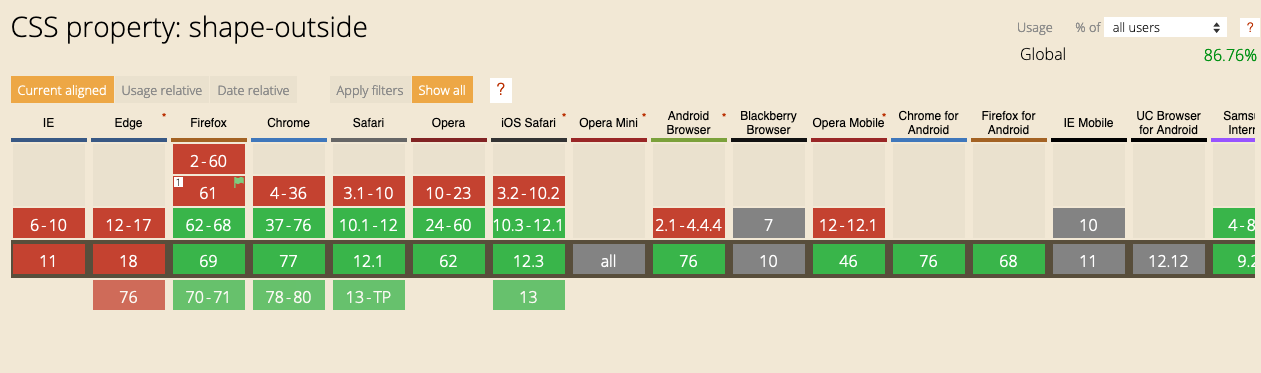 CSS property: shape-outside
Usage % of all users ?
Global 86.76%
Current aligned Usage relative Date relative Apply filters Show all ?
IE Edge * Firefox Chrome Safari Opera iOS Safari * Opera Mini * Android Browser * Blackberry Browser Opera Mobile * Chrome for Android Firefox for Android IE Mobile UC Browser for Android Samsu Intern
2-60
1 61 4-36 3.1-10 10-23 3.2-10.2
6-10 12-17 62-68 37-76 10.1-12 24-60 10.3-12.1 2.1-4.4.4 7 12-12.1 10 4-8
11 18 69 77 12.1 62 12.3 all 76 10 46 76 68 11 12.12 9.2
76 70-71 78-80 13-TP 13